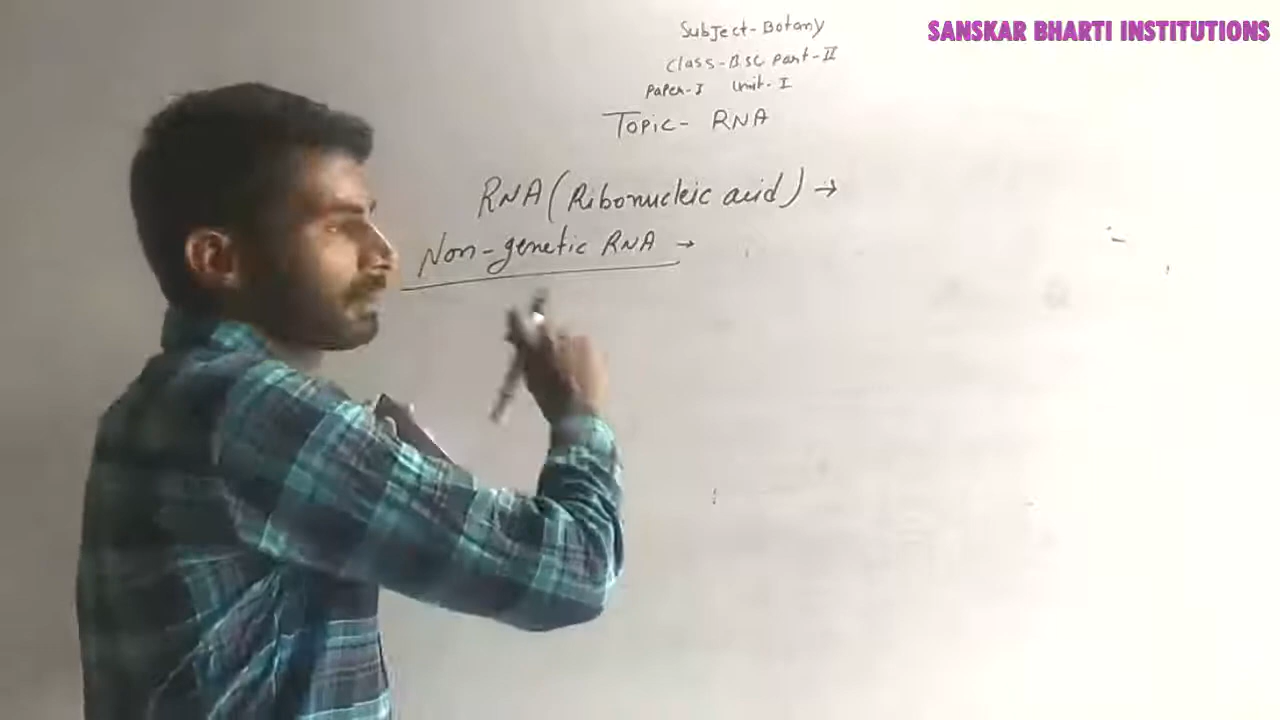 SANSKAR BHARTI INSTITUTIONS
Subject-Botany
Class-BSC Part-II
Paper-I Unit-I
Topic- RNA
RNA (Ribonucleic acid) →
Non-genetic RNA →